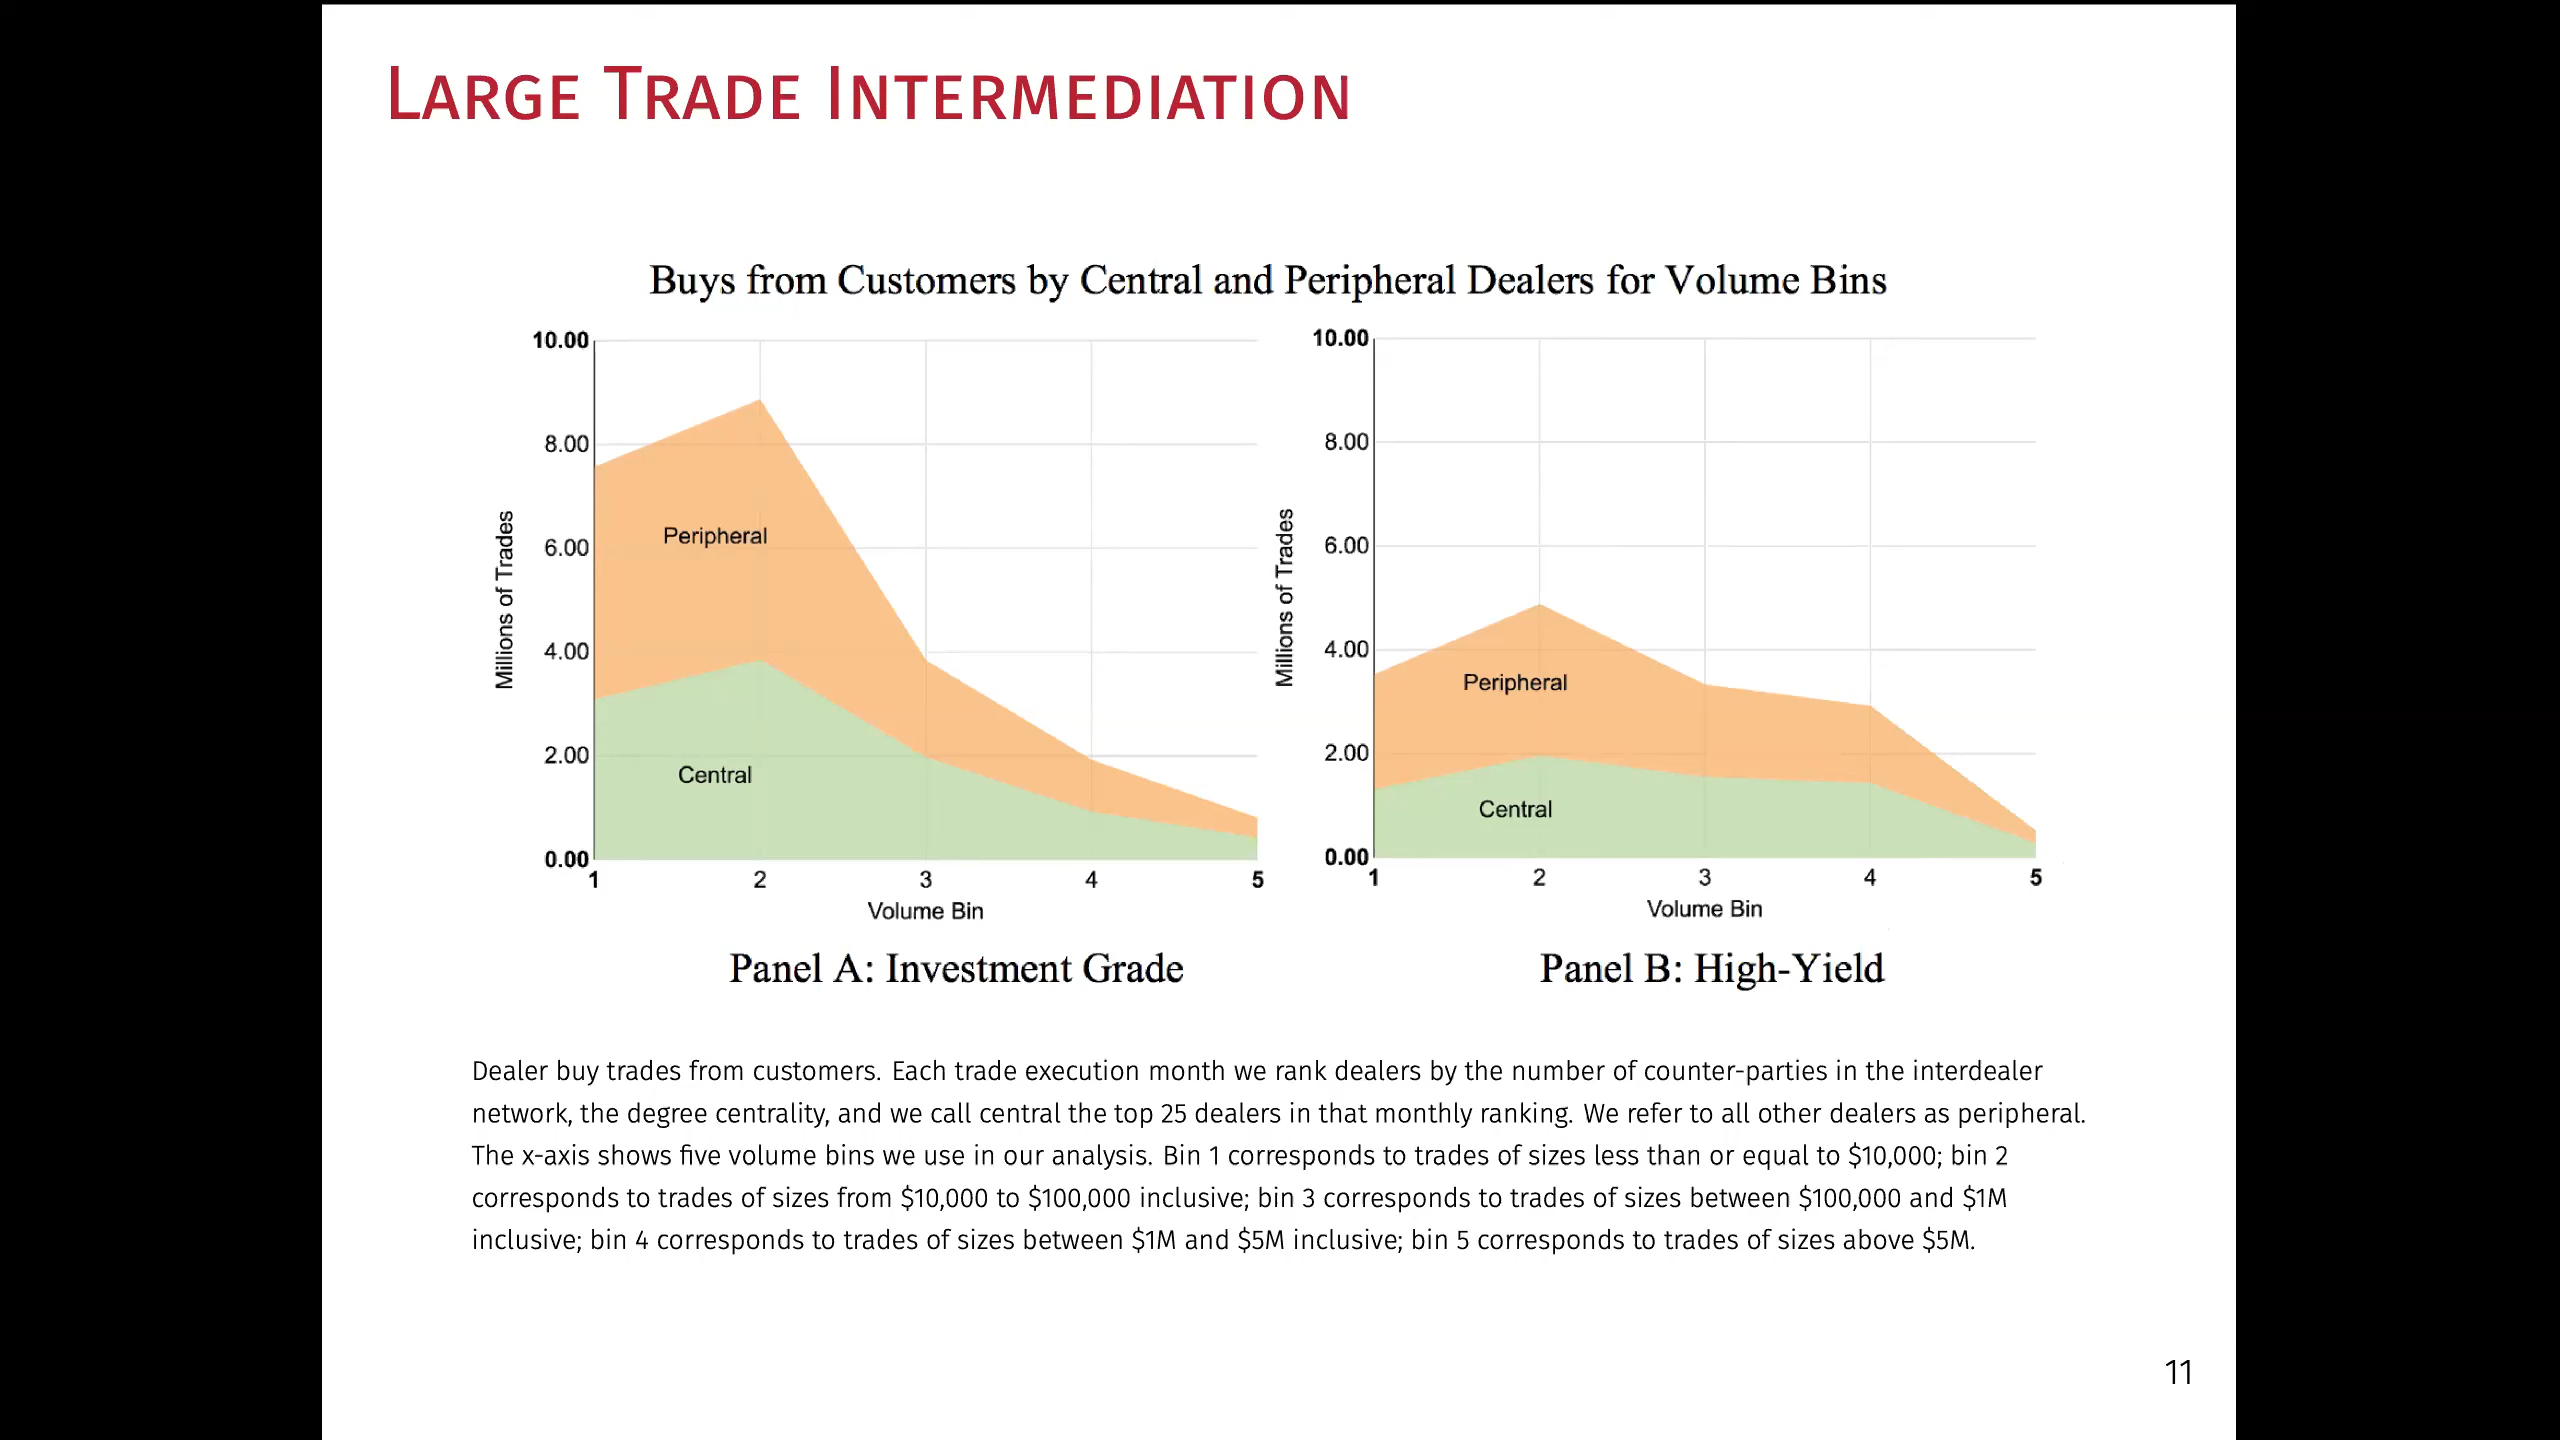 LARGE TRADE INTERMEDIATION
Buys from Customers by Central and Peripheral Dealers for Volume Bins
10.00
8.00
6.00
4.00
2.00
0.00
Millions of Trades
Peripheral
Central
1 2 3 4 5
Volume Bin
Panel A: Investment Grade
10.00
8.00
6.00
4.00
2.00
0.00
Millions of Trades
Peripheral
Central
1 2 3 4 5
Volume Bin
Panel B: High-Yield
Dealer buy trades from customers. Each trade execution month we rank dealers by the number of counter-parties in the interdealer
network, the degree centrality, and we call central the top 25 dealers in that monthly ranking. We refer to all other dealers as peripheral.
The x-axis shows five volume bins we use in our analysis. Bin 1 corresponds to trades of sizes less than or equal to $10,000; bin 2
corresponds to trades of sizes from $10,000 to $100,000 inclusive; bin 3 corresponds to trades of sizes between $100,000 and $1M
inclusive; bin 4 corresponds to trades of sizes between $1M and $5M inclusive; bin 5 corresponds to trades of sizes above $5M.
11